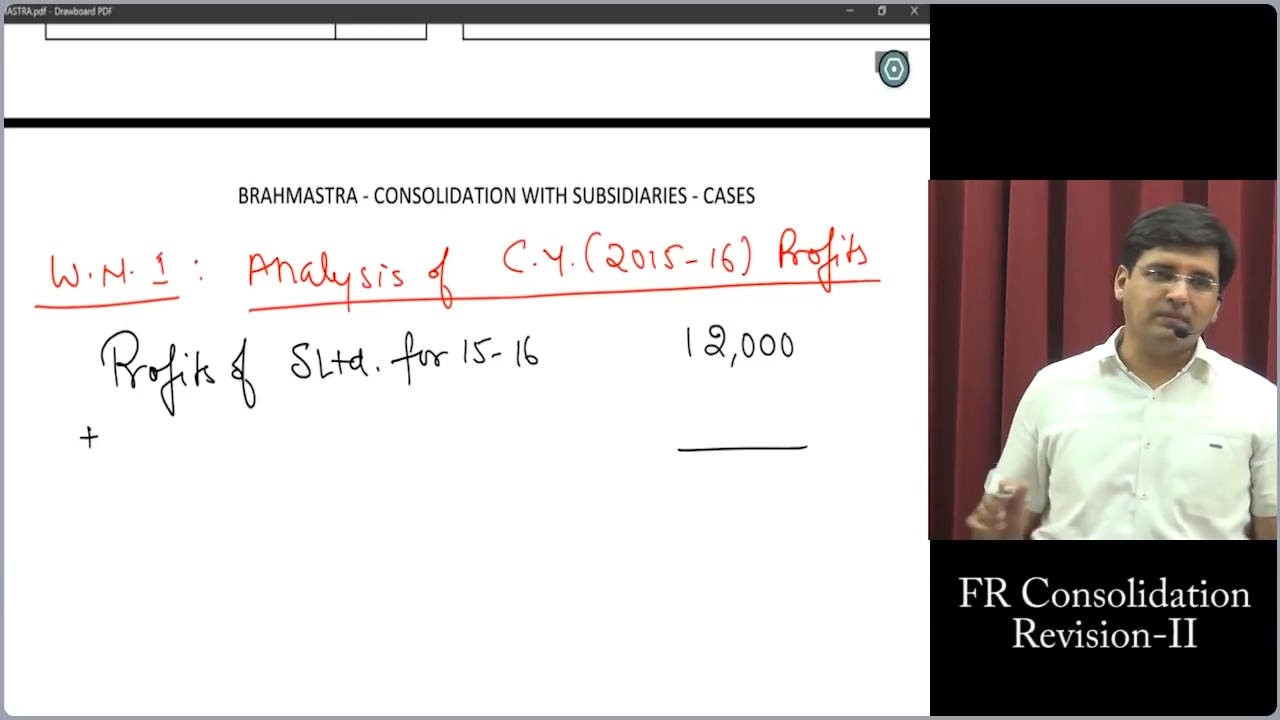 ASTRA.pdf - Drawboard PDF
BRAHMASTRA - CONSOLIDATION WITH SUBSIDIARIES - CASES
W.N. 1 : Analysis of C.Y. (2015-16) Profits
Profits of S Ltd. for 15-16 12,000
+
FR Consolidation
Revision-II